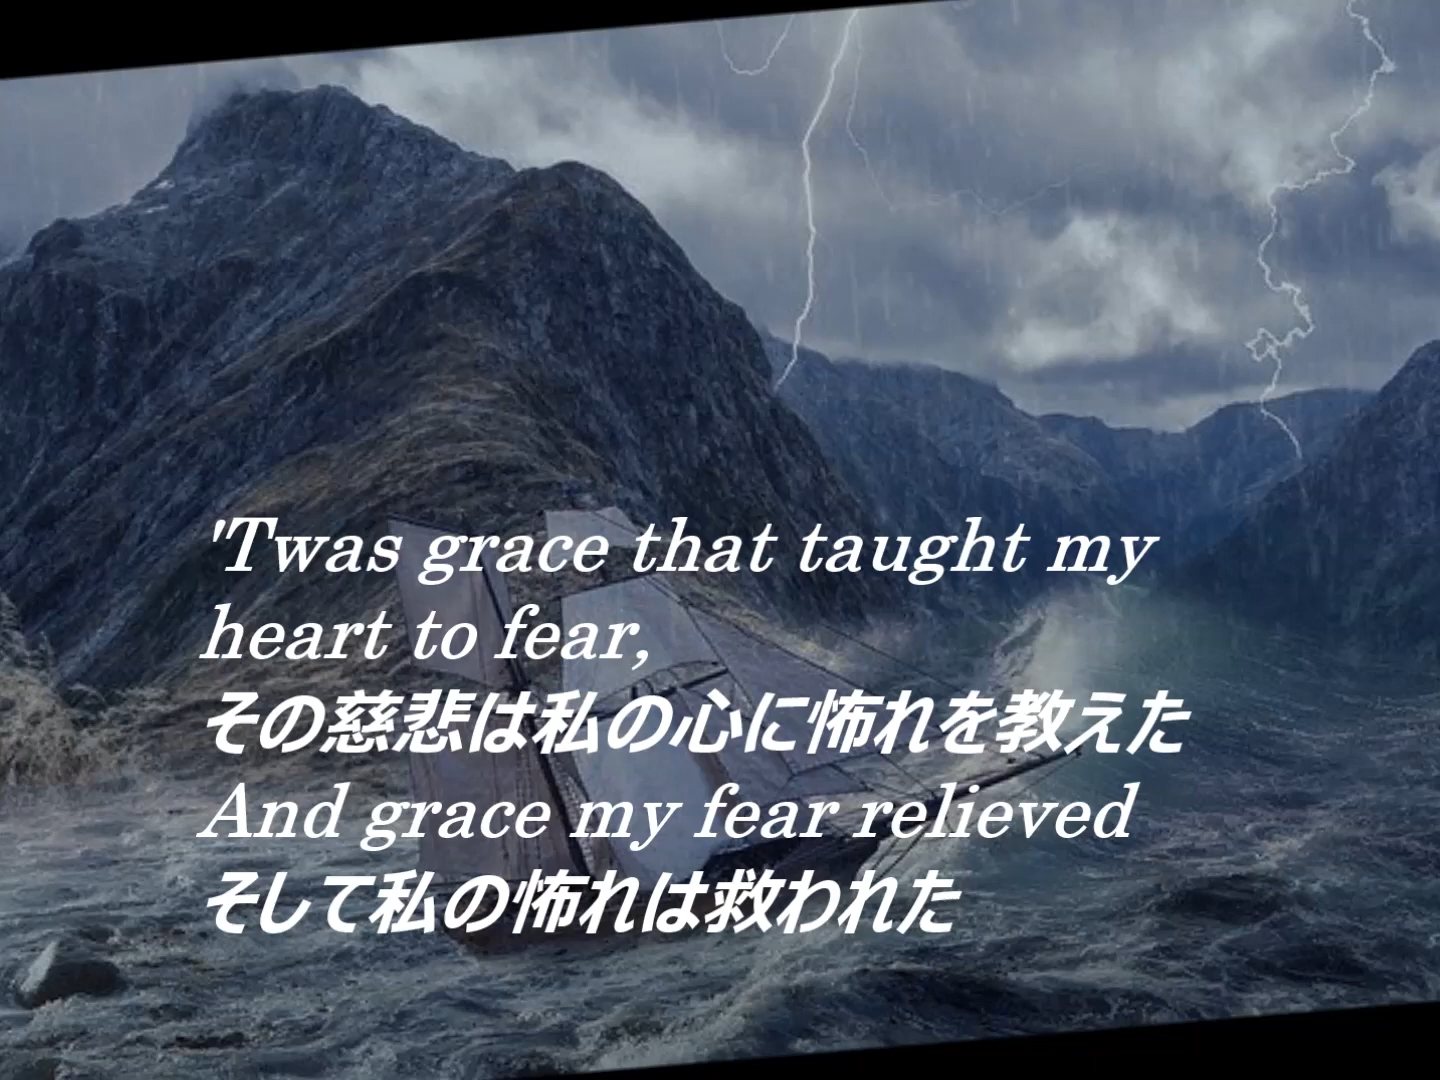 'Twas grace that taught my
heart to fear,
その慈悲は私の心に怖れを教えた
And grace my fear relieved
そして私の怖れは救われた